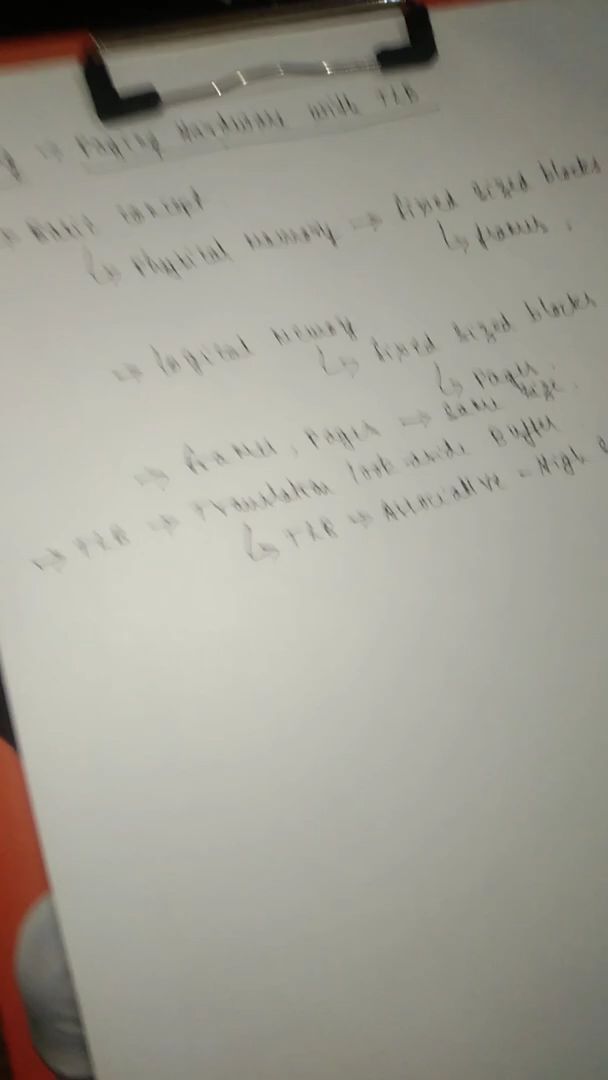 ⇒ Paging Hardware with TLB
⇒ Basic concept
↳ Physical Memory ⇒ Fixed sized blocks
↳ frames.
⇒ Logical Memory
↳ fixed sized blocks
↳ Pages.
⇒ frames, Pages ⇒ same size.
⇒ TLB ⇒ Translation look aside Buffer
↳ TLB ⇒ Associative - High